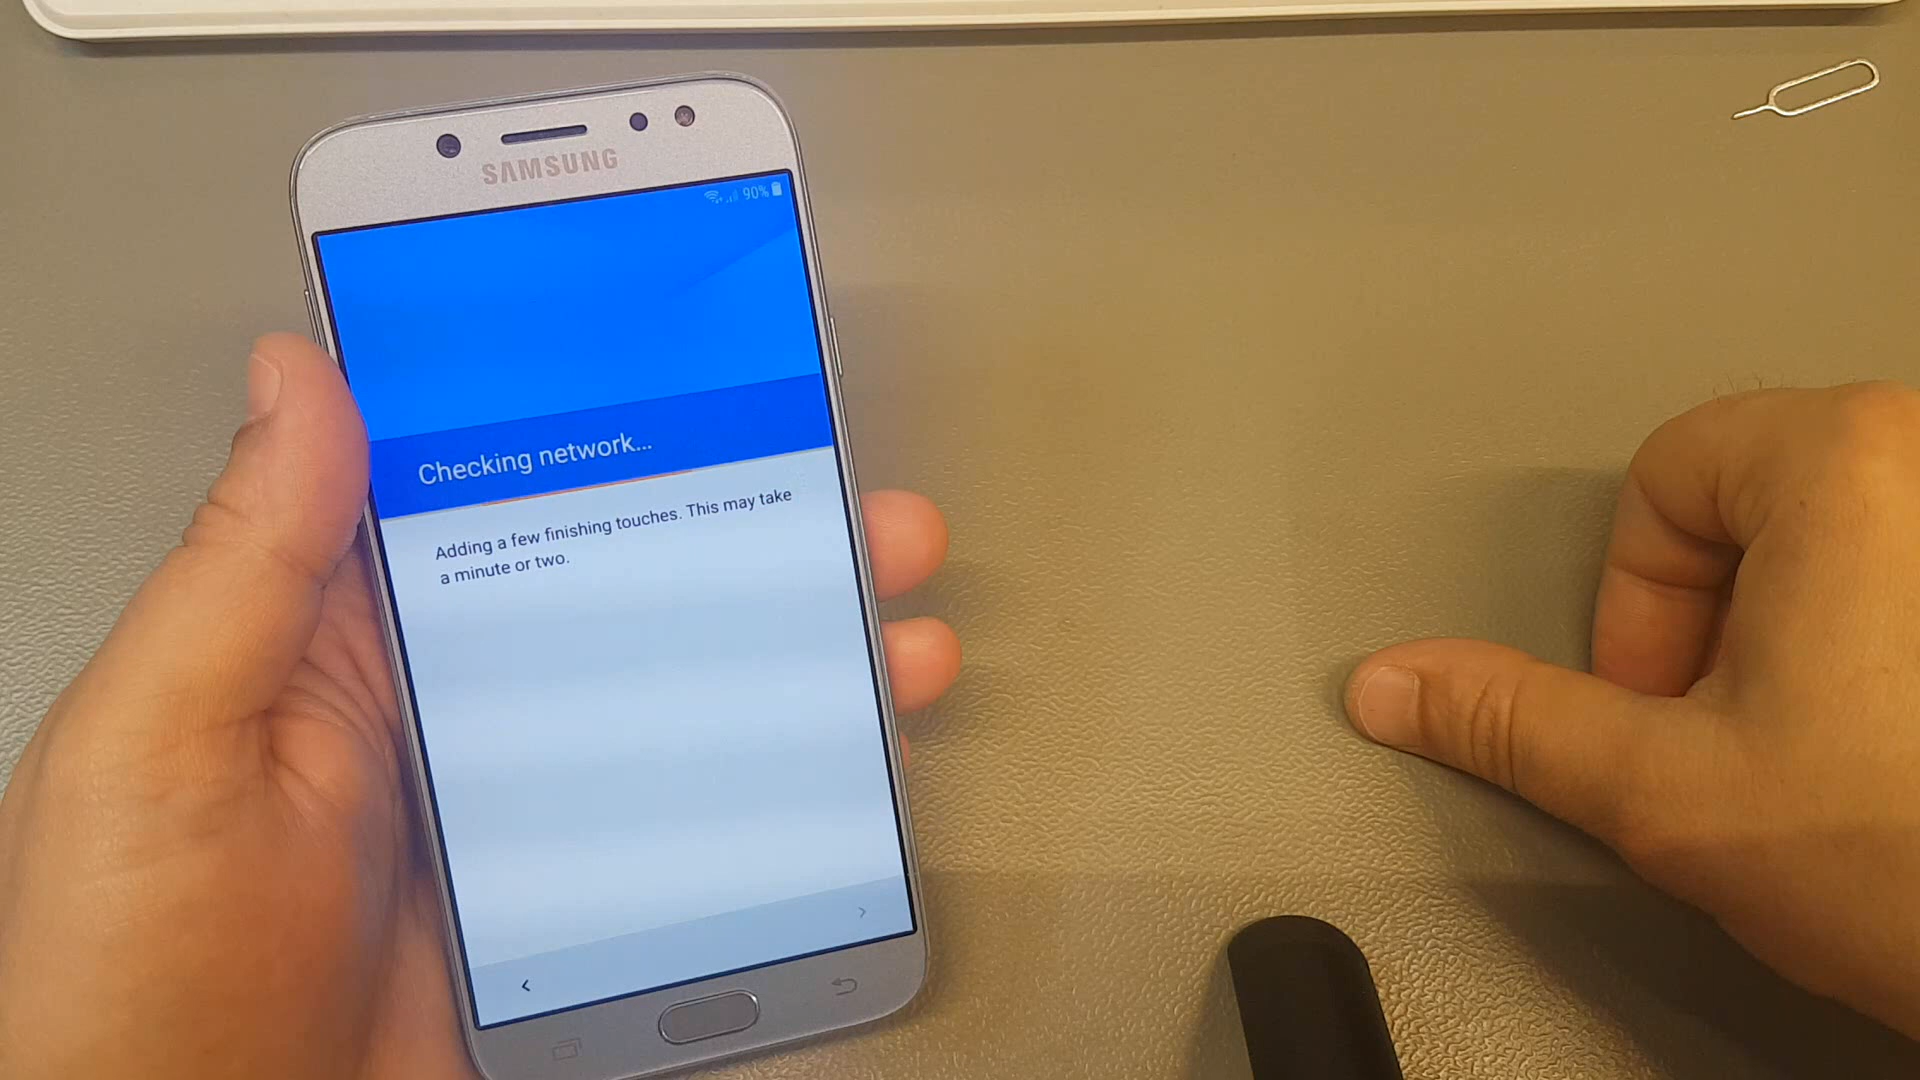 SAMSUNG
90%
Checking network...
Adding a few finishing touches. This may take
a minute or two.